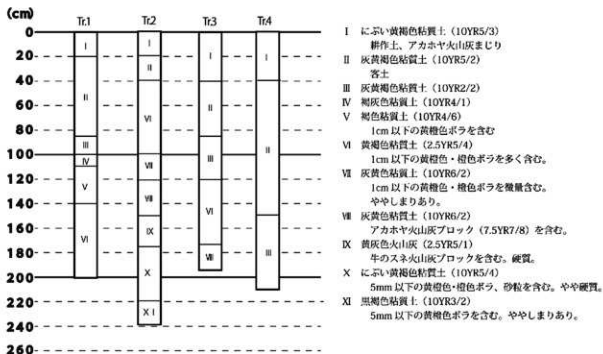 (cm)
Tr.1 Tr.2 Tr.3 Tr.4
0
20
40
60
80
100
120
140
160
180
200
220
240
260
I
II
III
IV
V
VI
I
II
VI
VII
VIII
IX
X
XI
I
II
III
VI
VIII
I
II
III
I にぶい黄褐色粘質土（10YR5/3）
耕作土、アカホヤ火山灰まじり
II 灰黄褐色粘質土（10YR5/2）
客土
III 灰黄褐色粘質土（10YR2/2）
IV 褐灰色粘質土（10YR4/1）
V 褐色粘質土（10YR4/6）
1cm 以下の黄橙色ボラを含む
VI 黄褐色粘質土（2.5YR5/4）
1cm 以下の黄橙色・橙色ボラを多く含む。
VII 灰黄色粘質土（10YR6/2）
1cm 以下の黄橙色・橙色ボラを微量含む。
ややしまりあり。
VIII 灰黄色粘質土（10YR6/2）
アカホヤ火山灰ブロック（7.5YR7/8）を含む。
IX 黄灰色火山灰（2.5YR5/1）
牛のスネ火山灰ブロックを含む。硬質。
X にぶい黄褐色粘質土（10YR5/4）
5mm 以下の黄橙色・橙色ボラ、砂粒を含む。やや硬質。
XI 黒褐色粘質土（10YR3/2）
5mm 以下の黄橙色ボラを含む。ややしまりあり。